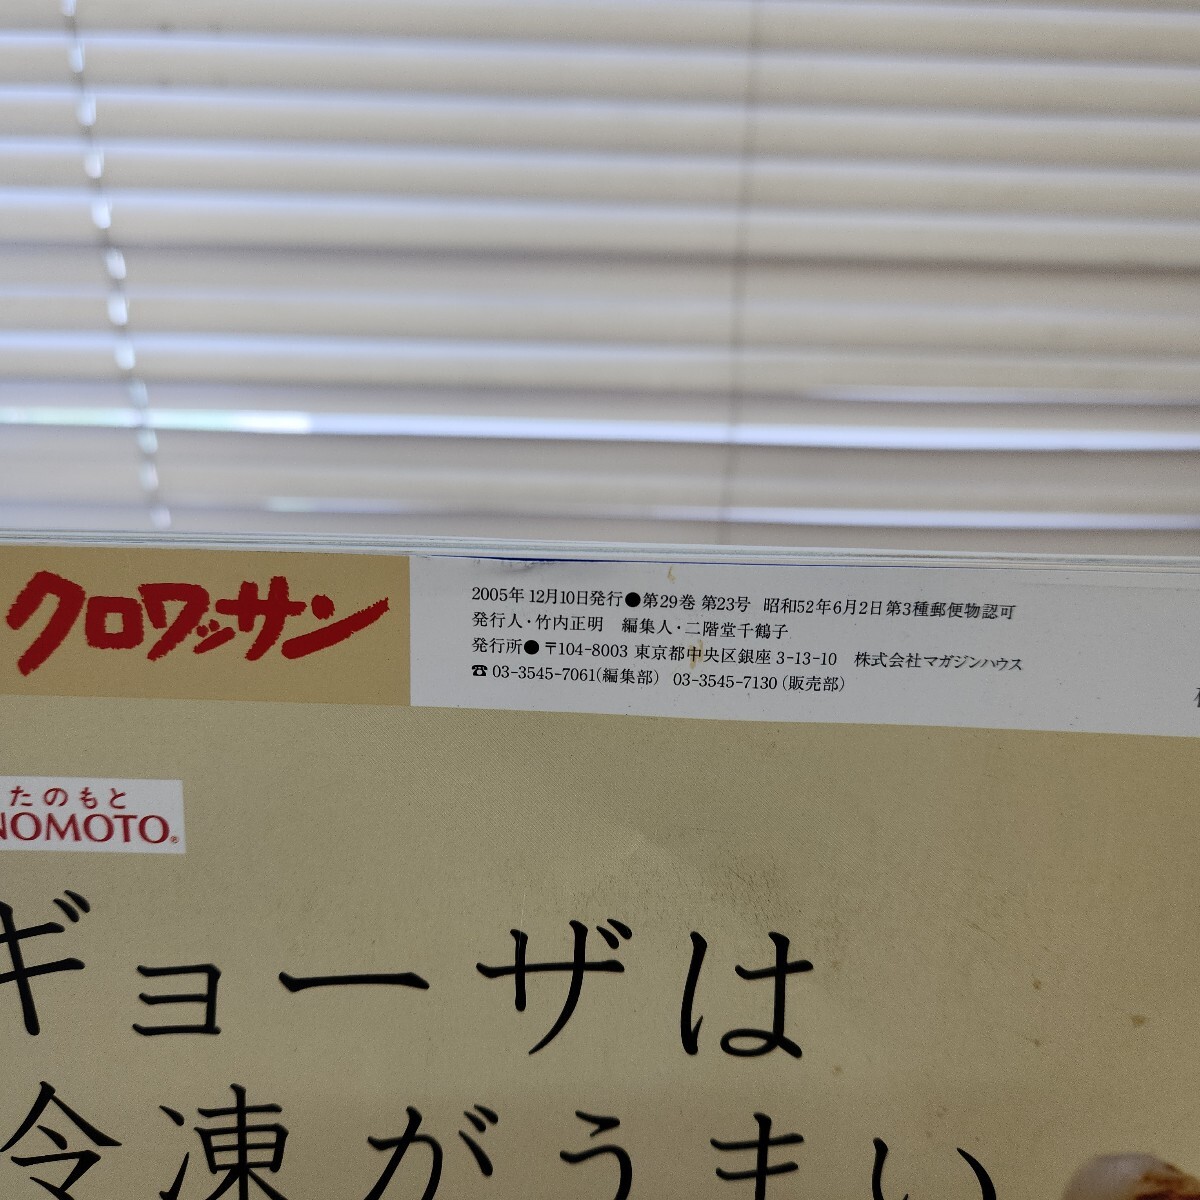 クロワッサン
2005年12月10日発行●第29巻 第23号 昭和52年6月2日第3種郵便物認可
発行人・竹内正明 編集人・二階堂千鶴子
発行所●〒104-8003 東京都中央区銀座3-13-10 株式会社マガジンハウス
☎03-3545-7061(編集部) 03-3545-7130(販売部)
たのもと
NOMOTO®
ギョーザは
冷凍がうまい